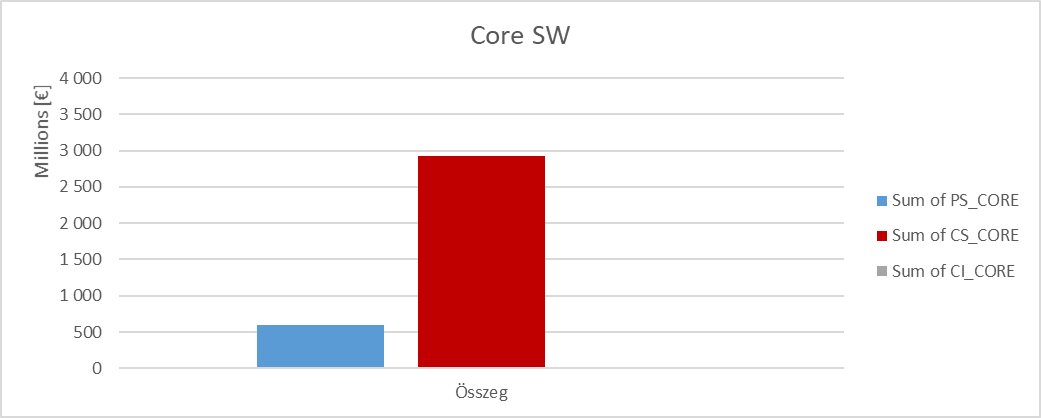 Core SW
Millions [€]
4 000
3 500
3 000
2 500
2 000
1 500
1 000
500
0
Összeg
Sum of PS_CORE
Sum of CS_CORE
Sum of CI_CORE